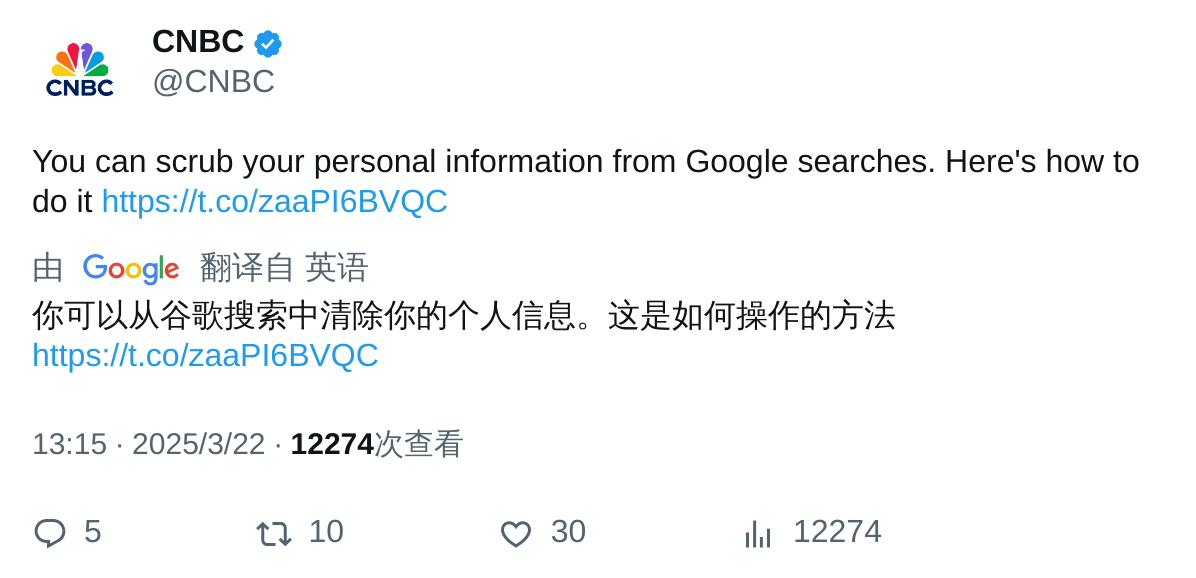 CNBC
CNBC
@CNBC
You can scrub your personal information from Google searches. Here's how to
do it https://t.co/zaaPI6BVQC
由 Google 翻译自 英语
你可以从谷歌搜索中清除你的个人信息。这是如何操作的方法
https://t.co/zaaPI6BVQC
13:15 · 2025/3/22 · 12274次查看
5 10 30 12274